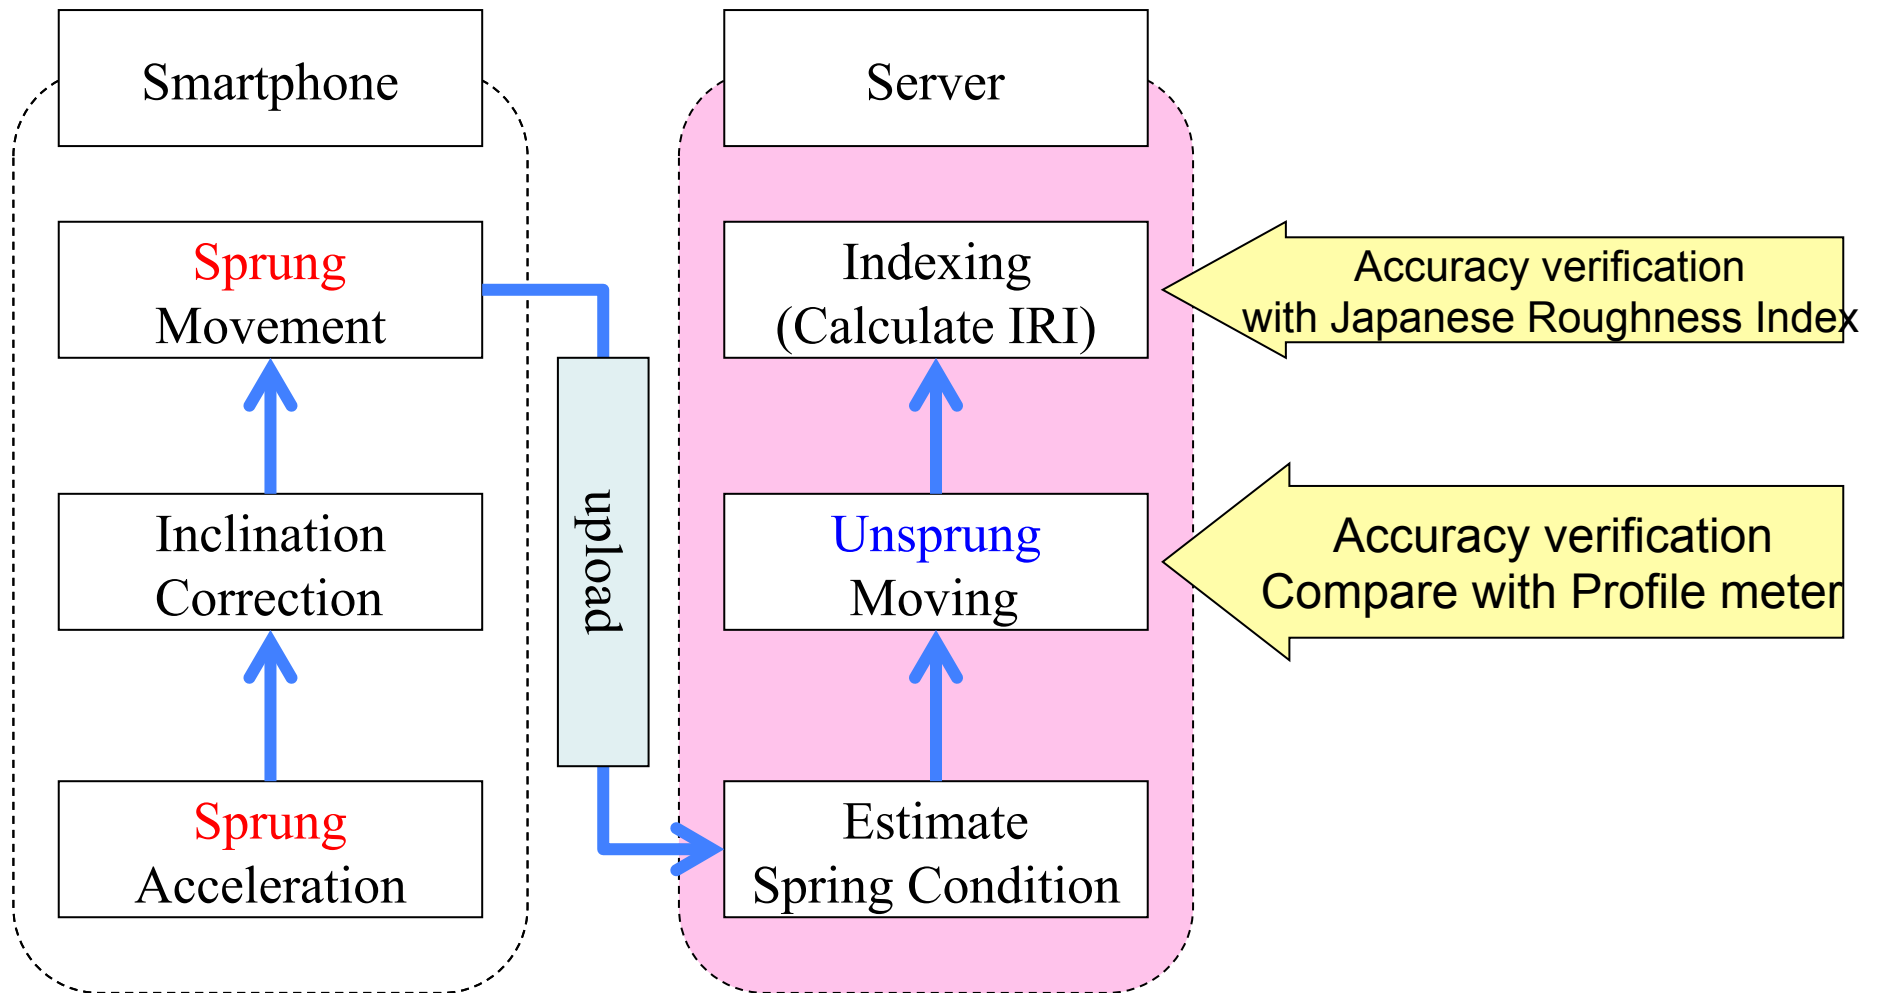 Smartphone
Sprung
Movement
Inclination
Correction
Sprung
Acceleration
upload
Server
Indexing
(Calculate IRI)
Unsprung
Moving
Estimate
Spring Condition
Accuracy verification
with Japanese Roughness Index
Accuracy verification
Compare with Profile meter